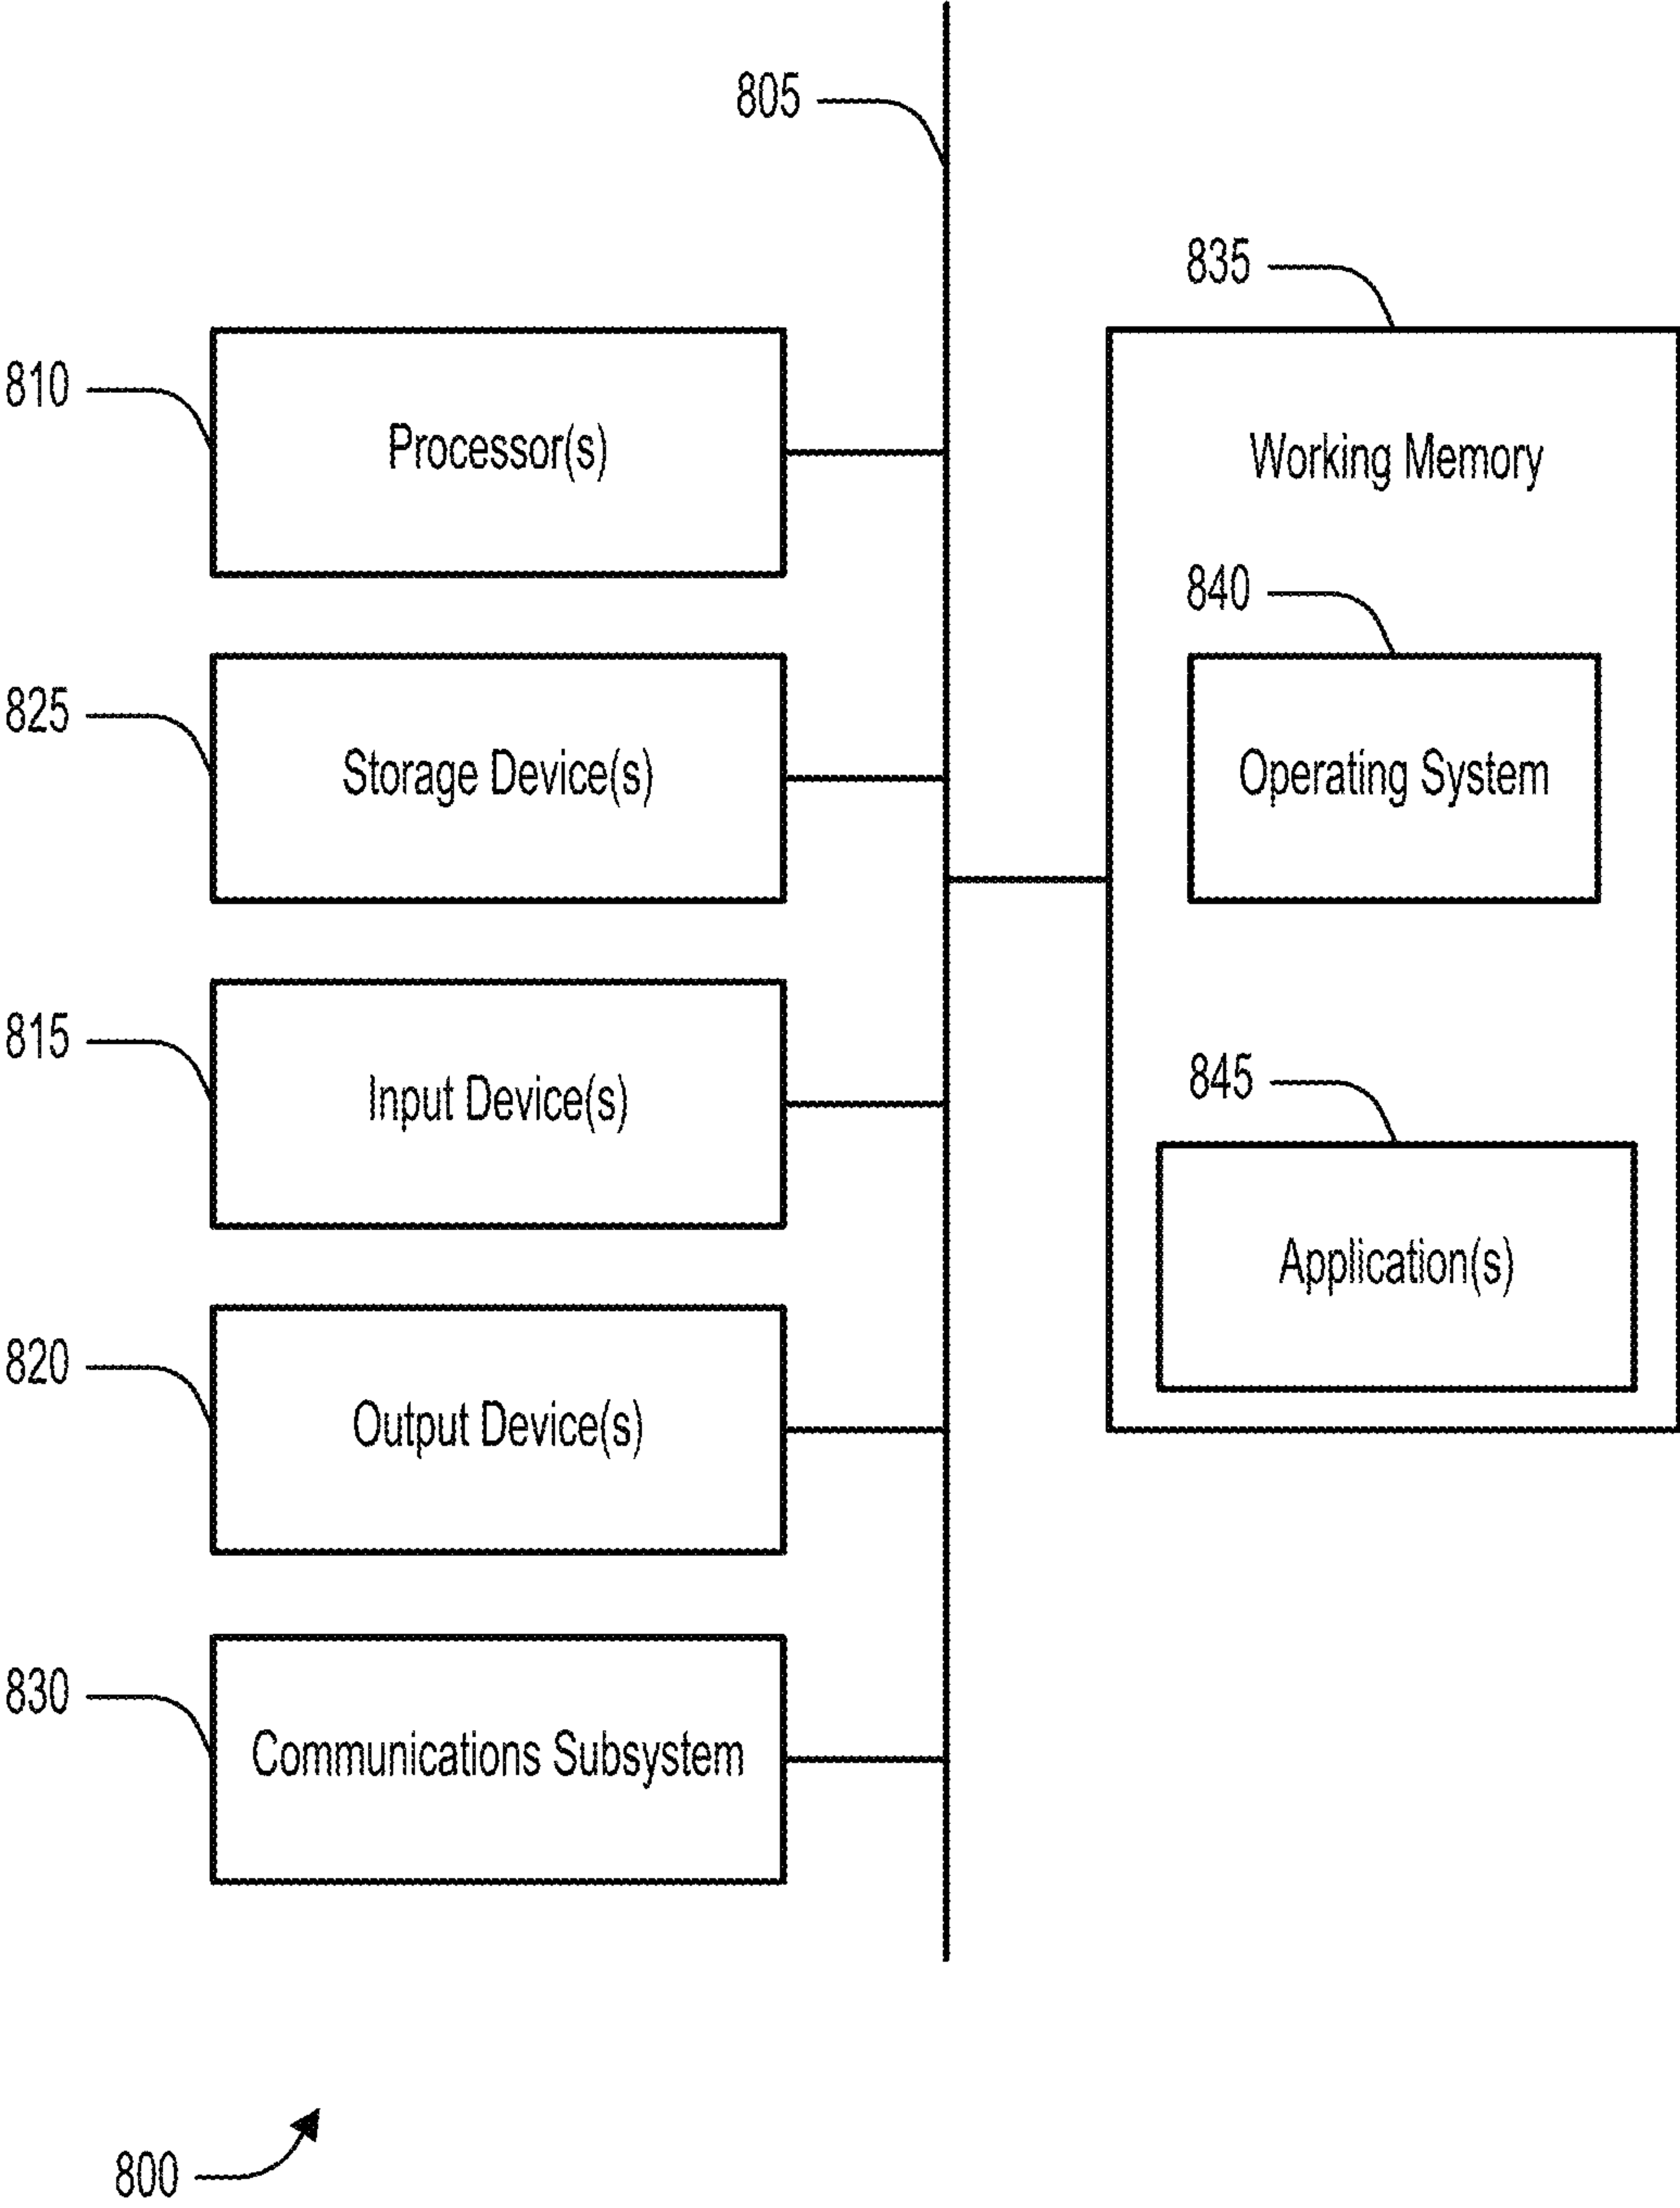 805
835
810
Processor(s)
Working Memory
840
825
Storage Device(s)
Operating System
815
Input Device(s)
845
Application(s)
820
Output Device(s)
830
Communications Subsystem
800